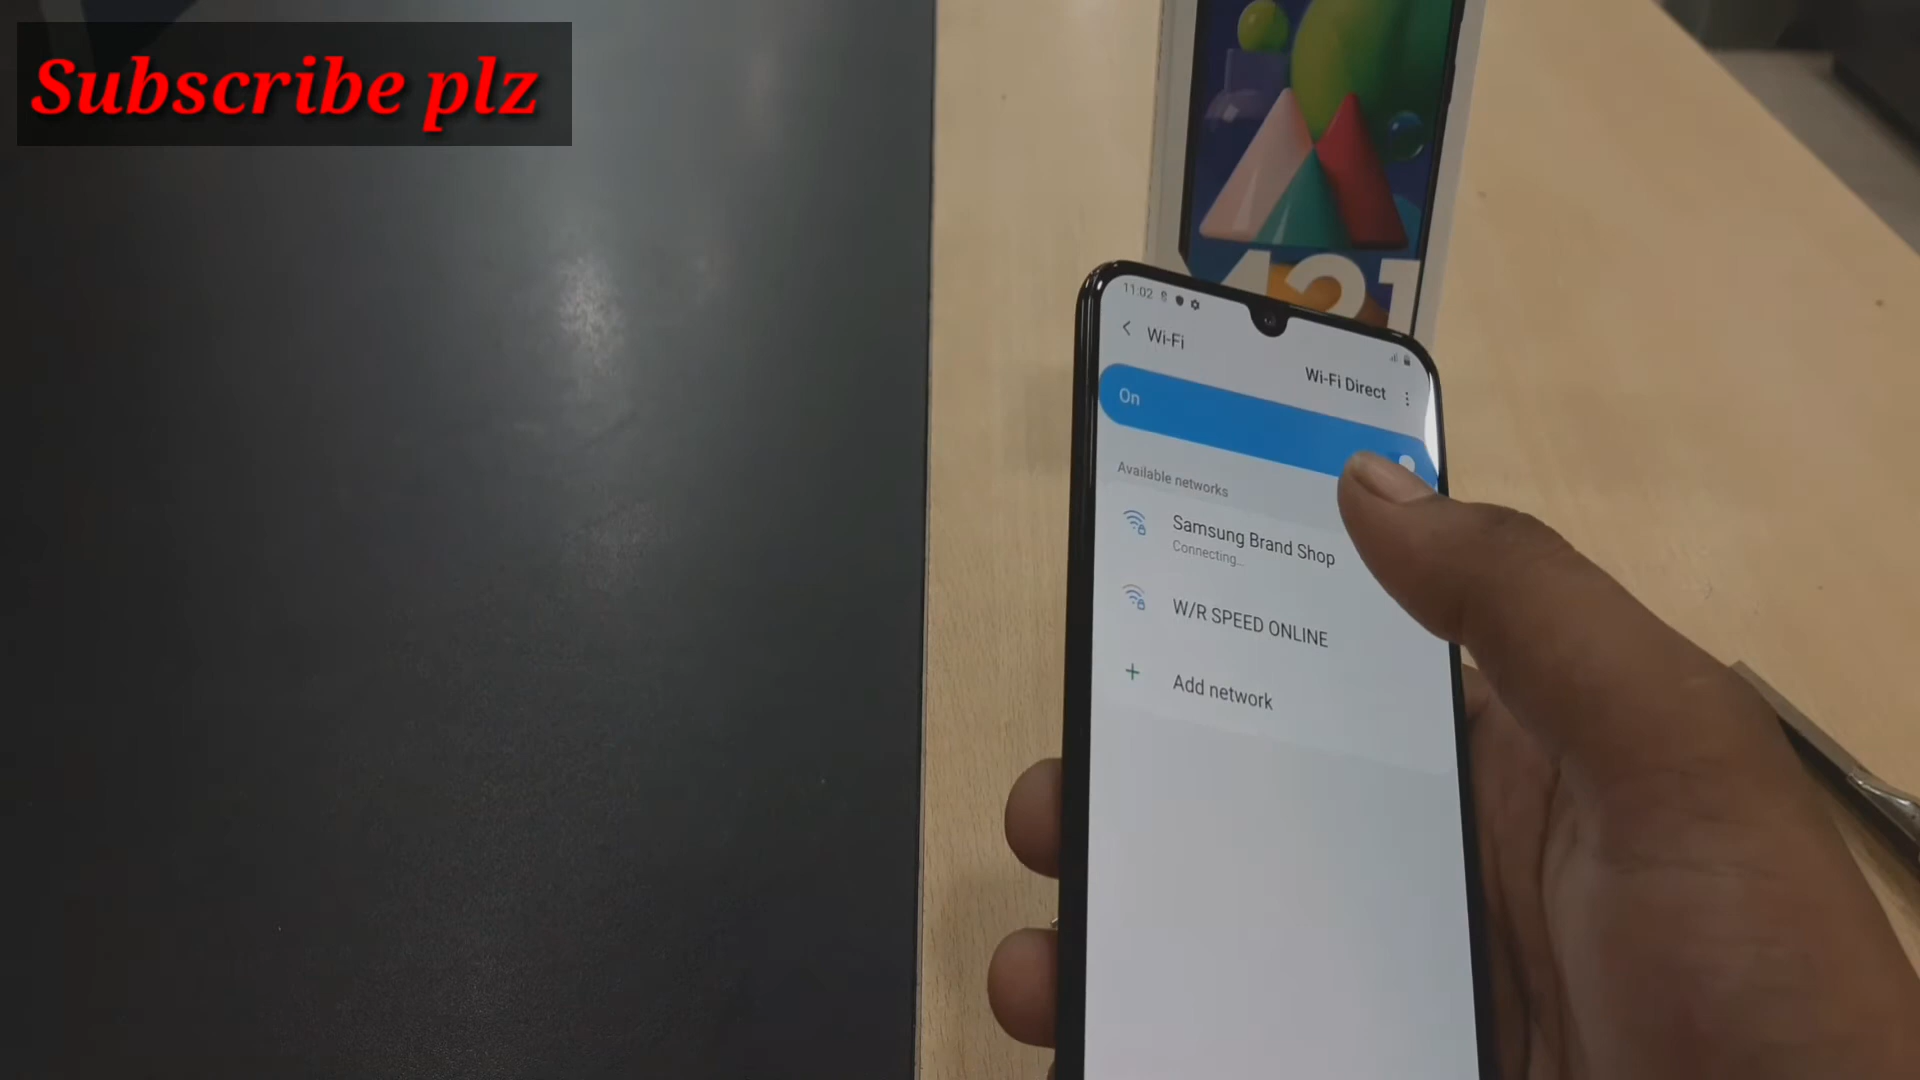 Subscribe plz
11:02
Wi-Fi
Wi-Fi Direct
On
Available networks
Samsung Brand Shop
Connecting...
W/R SPEED ONLINE
Add network